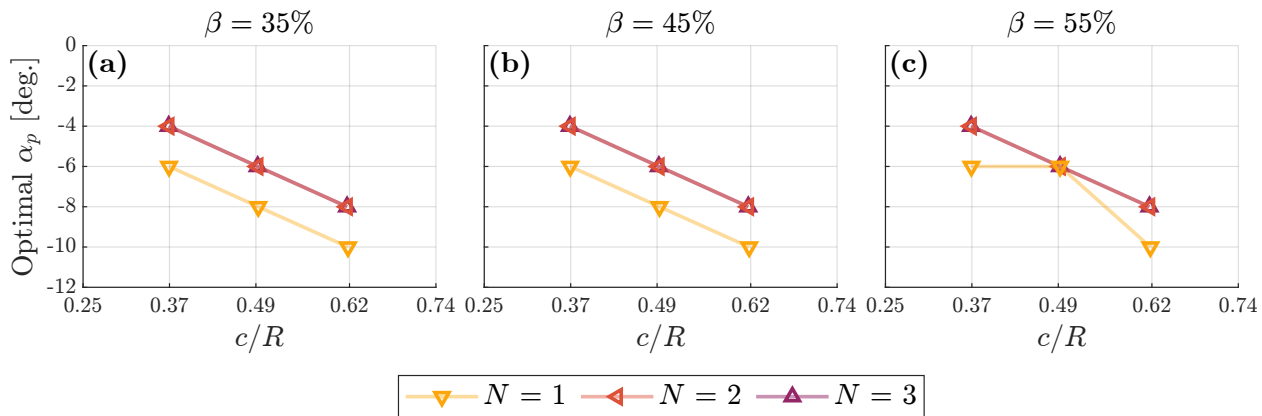 β = 35%
β = 45%
β = 55%
(a)
(b)
(c)
Optimal αₚ [deg.]
0
-2
-4
-6
-8
-10
-12
0.25 0.37 0.49 0.62 0.74
0.25 0.37 0.49 0.62 0.74
0.25 0.37 0.49 0.62 0.74
c/R
c/R
c/R
N = 1 N = 2 N = 3